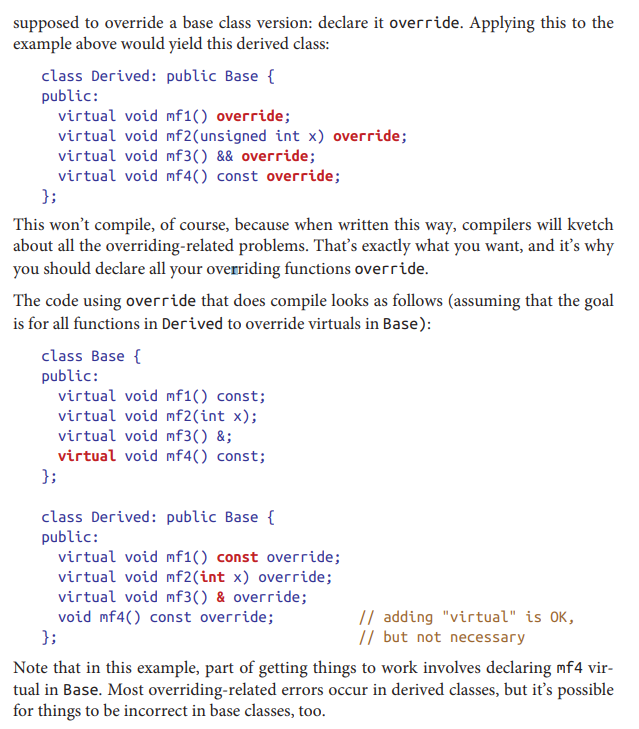 supposed to override a base class version: declare it override. Applying this to the
example above would yield this derived class:
class Derived: public Base {
public:
  virtual void mf1() override;
  virtual void mf2(unsigned int x) override;
  virtual void mf3() && override;
  virtual void mf4() const override;
};
This won’t compile, of course, because when written this way, compilers will kvetch
about all the overriding-related problems. That’s exactly what you want, and it’s why
you should declare all your overriding functions override.
The code using override that does compile looks as follows (assuming that the goal
is for all functions in Derived to override virtuals in Base):
class Base {
public:
  virtual void mf1() const;
  virtual void mf2(int x);
  virtual void mf3() &;
  virtual void mf4() const;
};
class Derived: public Base {
public:
  virtual void mf1() const override;
  virtual void mf2(int x) override;
  virtual void mf3() & override;
  void mf4() const override;          // adding "virtual" is OK,
};                                    // but not necessary
Note that in this example, part of getting things to work involves declaring mf4 vir-
tual in Base. Most overriding-related errors occur in derived classes, but it’s possible
for things to be incorrect in base classes, too.